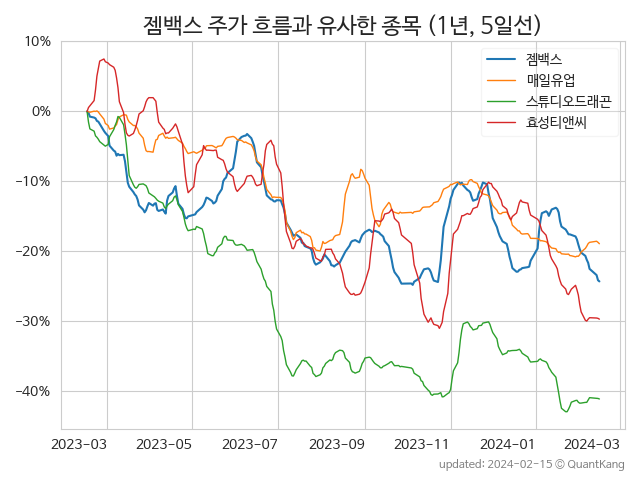 젬백스 주가 흐름과 유사한 종목 (1년, 5일선)
젬백스
매일유업
스튜디오드래곤
효성티앤씨
10%
0%
−10%
−20%
−30%
−40%
2023-03 2023-05 2023-07 2023-09 2023-11 2024-01 2024-03
updated: 2024-02-15 © QuantKang